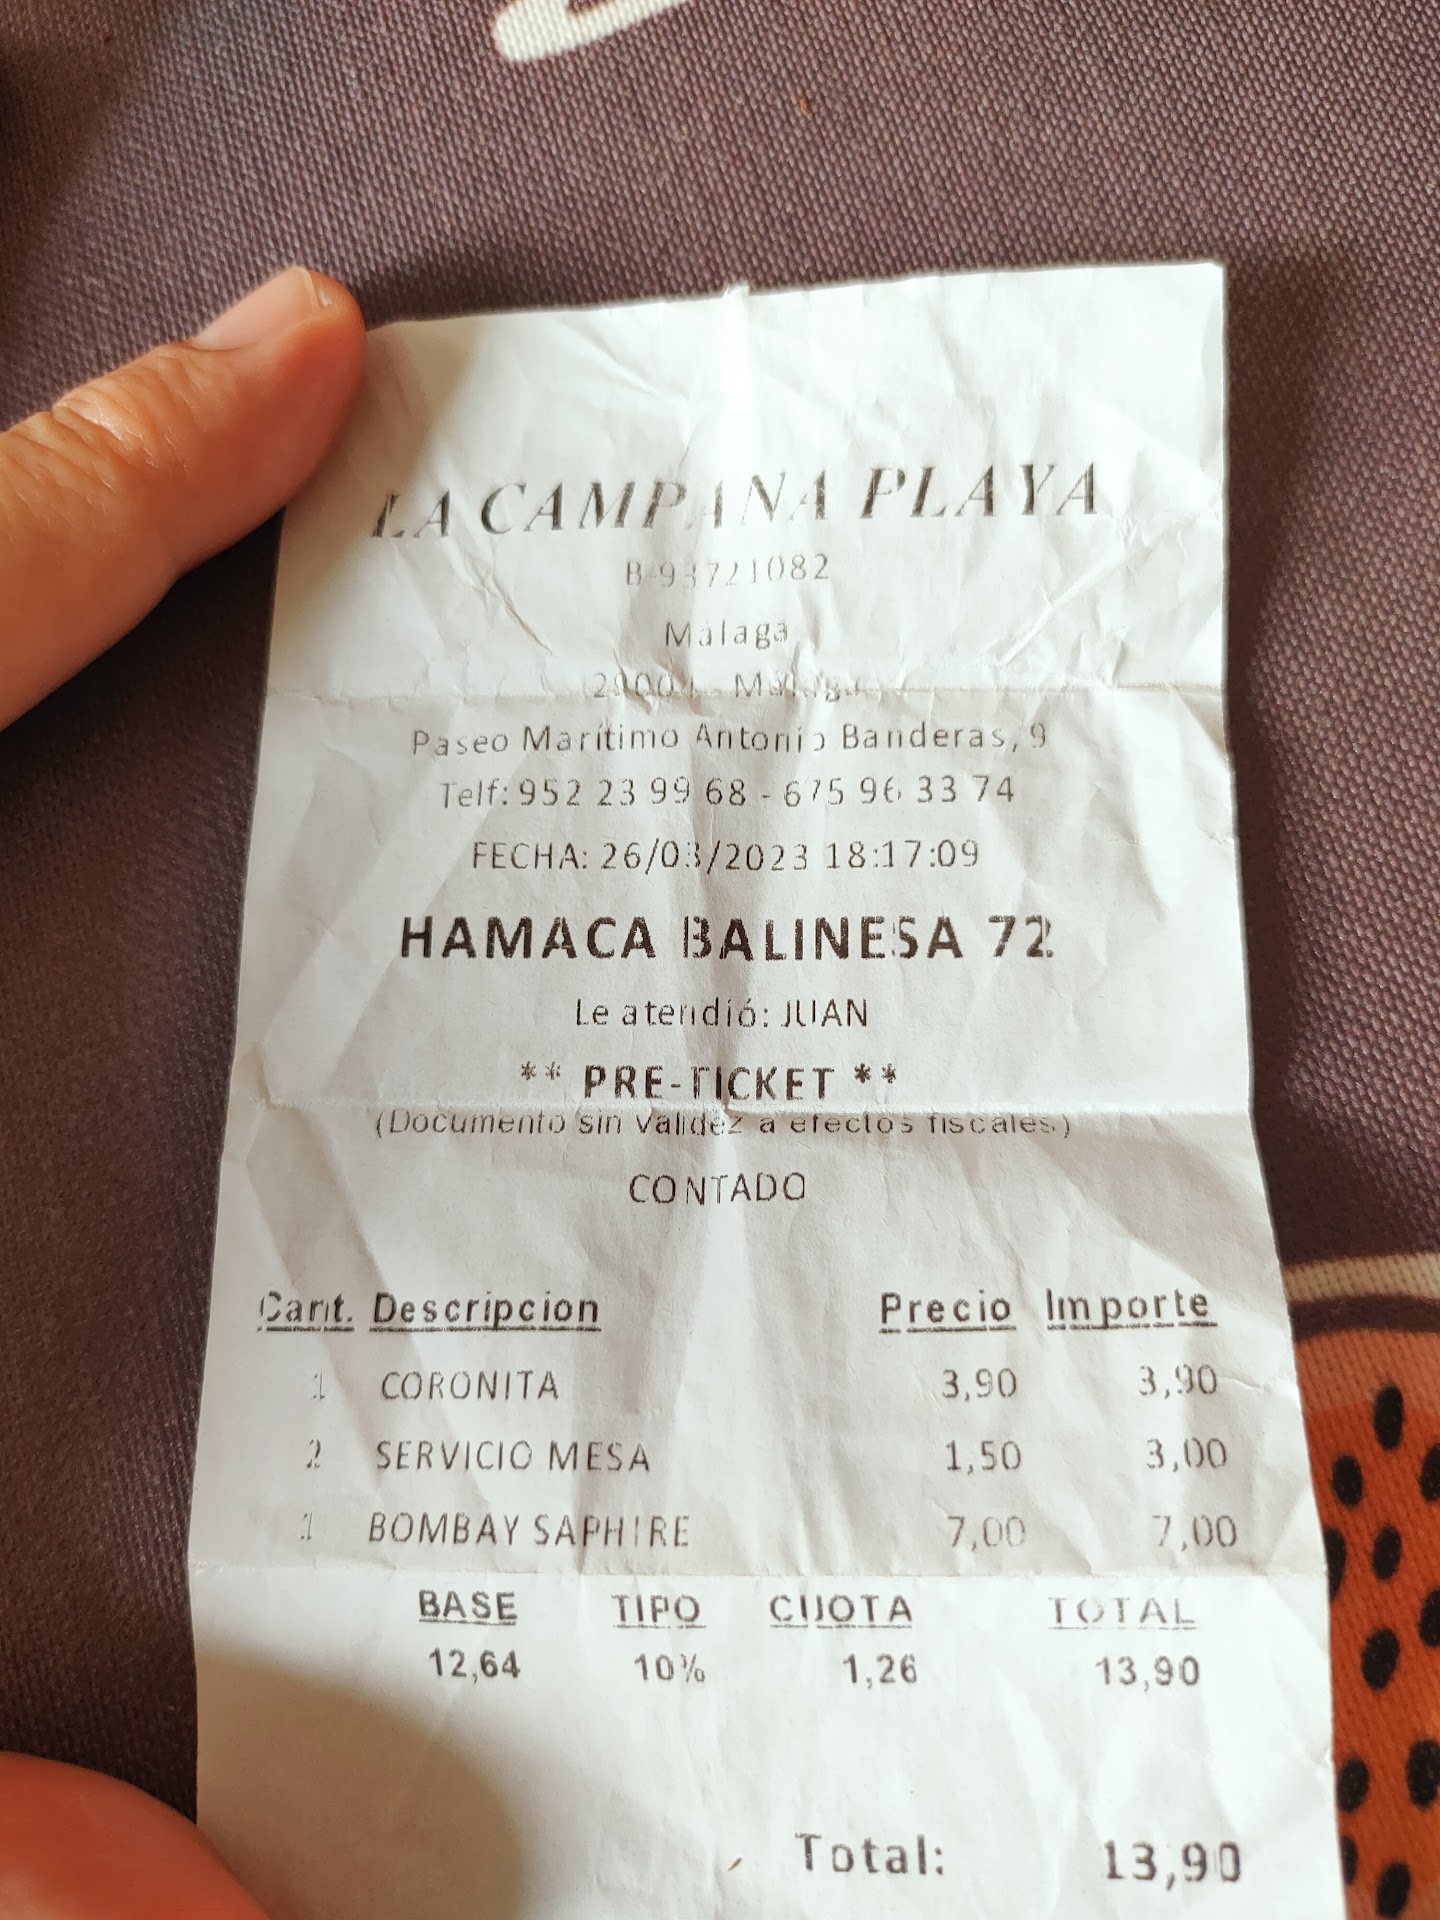 LA CAMPANA PLAYA
B-93721082
Malaga
29004 - Malaga
Paseo Marítimo Antonio Banderas, 9
Telf: 952 23 99 68 - 675 96 33 74
FECHA: 26/03/2023 18:17:09
HAMACA BALINESA 72
Le atendió: JUAN
** PRE-TICKET **
(Documento sin validez a efectos fiscales)
CONTADO
Cant. Descripcion Precio Importe
1 CORONITA 3,90 3,90
2 SERVICIO MESA 1,50 3,00
1 BOMBAY SAPHIRE 7,00 7,00
BASE TIPO CUOTA TOTAL
12,64 10% 1,26 13,90
Total: 13,90